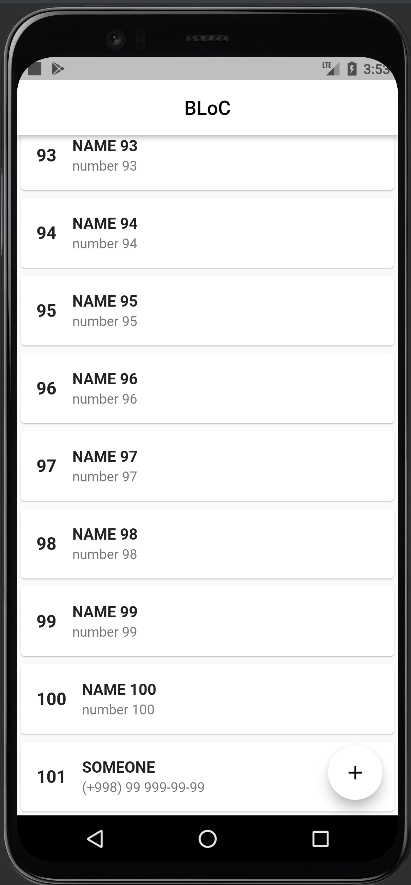 LTE 3:53
BLoC
93 NAME 93
number 93
94 NAME 94
number 94
95 NAME 95
number 95
96 NAME 96
number 96
97 NAME 97
number 97
98 NAME 98
number 98
99 NAME 99
number 99
100 NAME 100
number 100
101 SOMEONE
(+998) 99 999-99-99
+